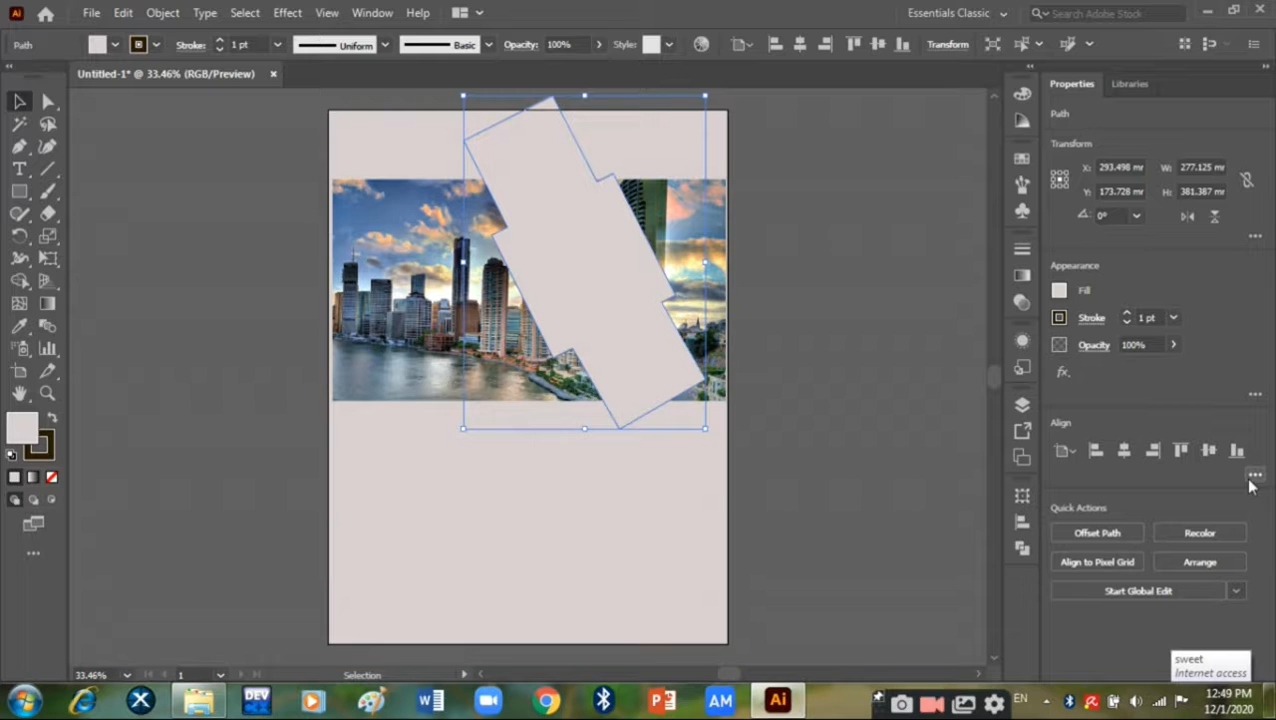 Ai File Edit Object Type Select Effect View Window Help Essentials Classic Search Adobe Stock
Path Stroke: 1 pt Uniform Basic Opacity: 100% Style: Transform
Untitled-1* @ 33.46% (RGB/Preview)
Properties Libraries
Path
Transform
X: 293.498 mm W: 277.125 mm
Y: 173.728 mm H: 381.387 mm
0°
Appearance
Fill
Stroke 1 pt
Opacity 100%
fx.
Align
Quick Actions
Offset Path Recolor
Align to Pixel Grid Arrange
Start Global Edit
33.46% 1 Selection
sweet
Internet access
DEV AM Ai EN 12:49 PM
12/1/2020